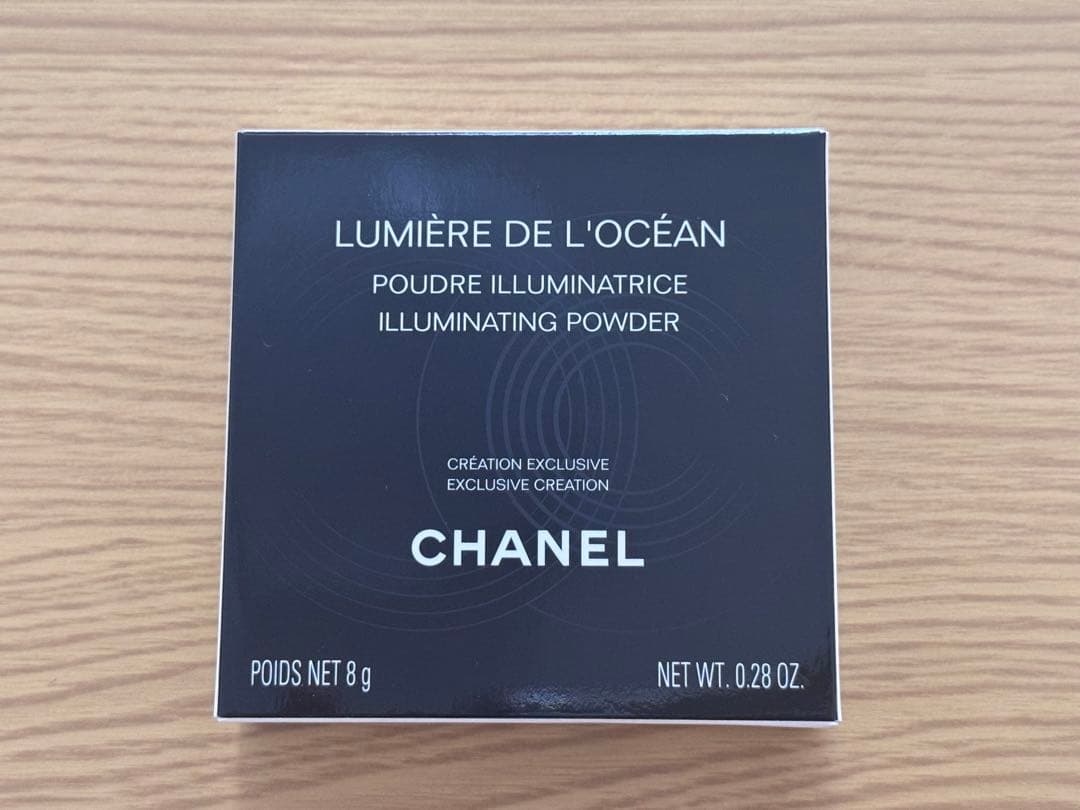 LUMIÈRE DE L'OCÉAN
POUDRE ILLUMINATRICE
ILLUMINATING POWDER
CRÉATION EXCLUSIVE
EXCLUSIVE CREATION
CHANEL
POIDS NET 8 g
NET WT. 0.28 OZ.